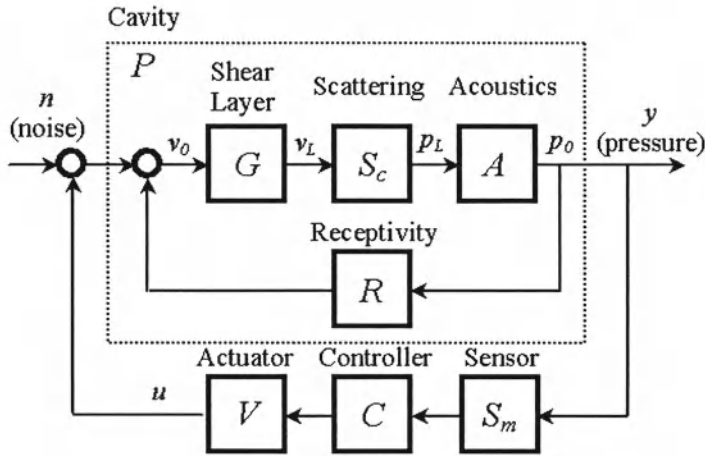 Cavity
P
Shear
Layer
Scattering
Acoustics
n
(noise)
v0
G
vL
Sc
pL
A
p0
y
(pressure)
Receptivity
R
Actuator
Controller
Sensor
u
V
C
Sm